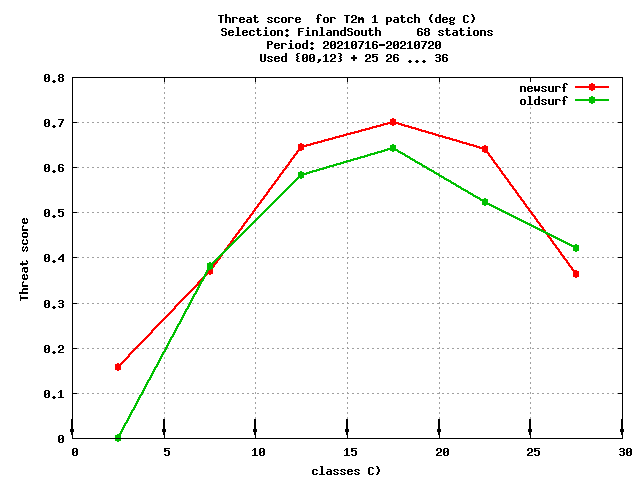 Threat score  for T2m 1 patch (deg C)
Selection: FinlandSouth     68 stations
Period: 20210716-20210720
Used {00,12} + 25 26 ... 36
newsurf
oldsurf
Threat score
0.8
0.7
0.6
0.5
0.4
0.3
0.2
0.1
0
0 5 10 15 20 25 30
classes C)